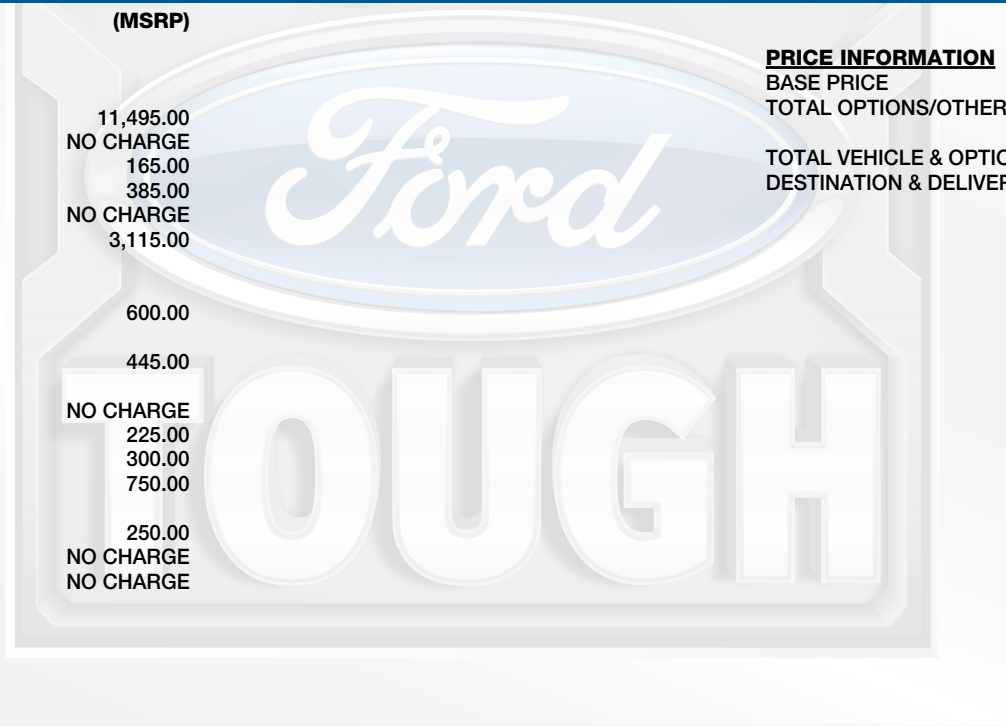 (MSRP)
11,495.00
NO CHARGE
165.00
385.00
NO CHARGE
3,115.00
600.00
445.00
NO CHARGE
225.00
300.00
750.00
250.00
NO CHARGE
NO CHARGE
PRICE INFORMATION
BASE PRICE
TOTAL OPTIONS/OTHER
TOTAL VEHICLE & OPTIO
DESTINATION & DELIVER
Ford
TOUGH